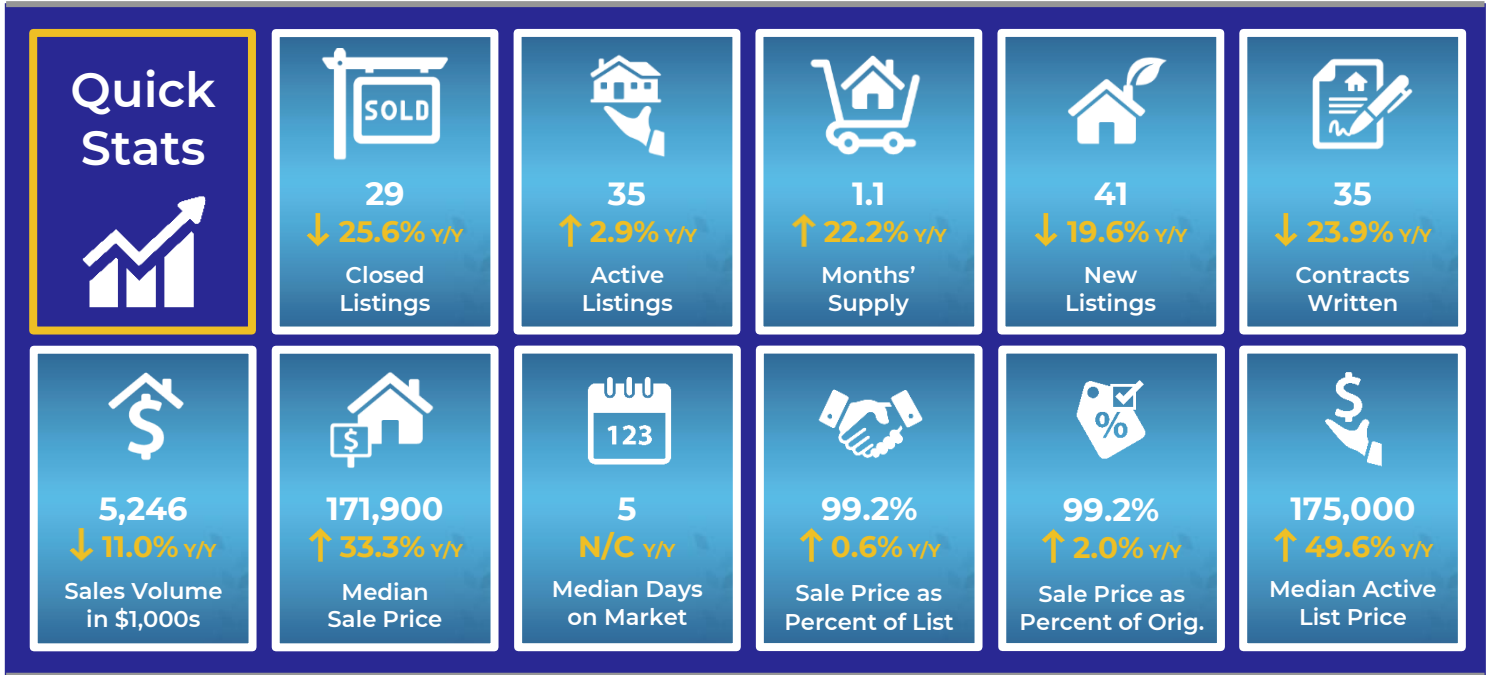 Quick
Stats
SOLD
29
↓ 25.6% Y/Y
Closed
Listings
35
↑ 2.9% Y/Y
Active
Listings
1.1
↑ 22.2% Y/Y
Months’
Supply
41
↓ 19.6% Y/Y
New
Listings
35
↓ 23.9% Y/Y
Contracts
Written
$
5,246
↓ 11.0% Y/Y
Sales Volume
in $1,000s
$
171,900
↑ 33.3% Y/Y
Median
Sale Price
123
5
N/C Y/Y
Median Days
on Market
99.2%
↑ 0.6% Y/Y
Sale Price as
Percent of List
%
99.2%
↑ 2.0% Y/Y
Sale Price as
Percent of Orig.
$
175,000
↑ 49.6% Y/Y
Median Active
List Price